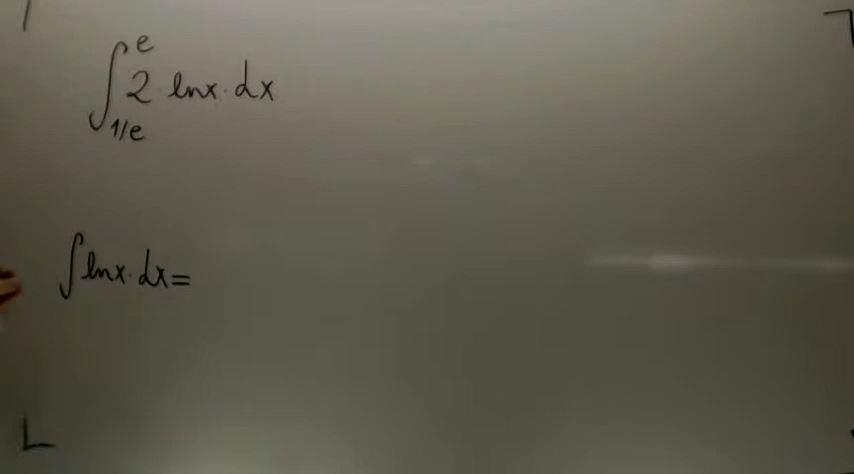 ∫_{1/e}^{e} 2 lnx·dx
∫lnx·dx=